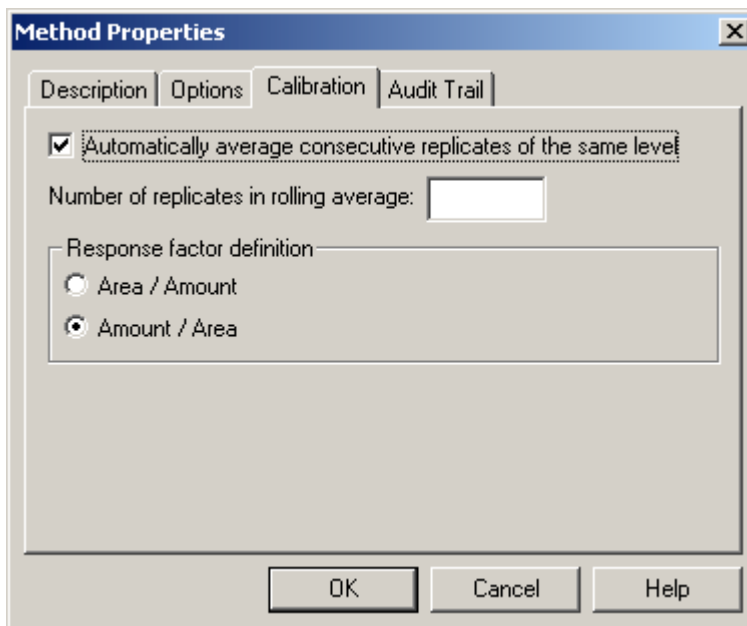 Method Properties
Description Options Calibration Audit Trail
Automatically average consecutive replicates of the same level
Number of replicates in rolling average:
Response factor definition
Area / Amount
Amount / Area
OK Cancel Help